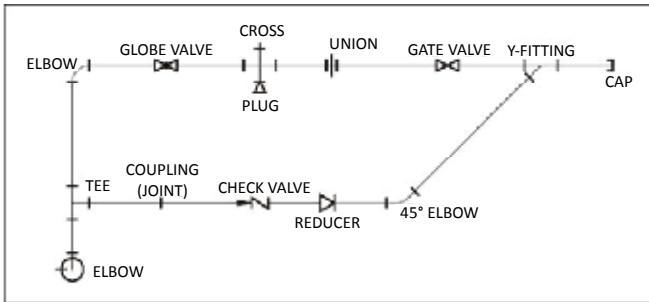 CROSS
GLOBE VALVE
UNION
GATE VALVE
Y-FITTING
ELBOW
CAP
PLUG
COUPLING
(JOINT)
TEE
CHECK VALVE
REDUCER
45° ELBOW
ELBOW